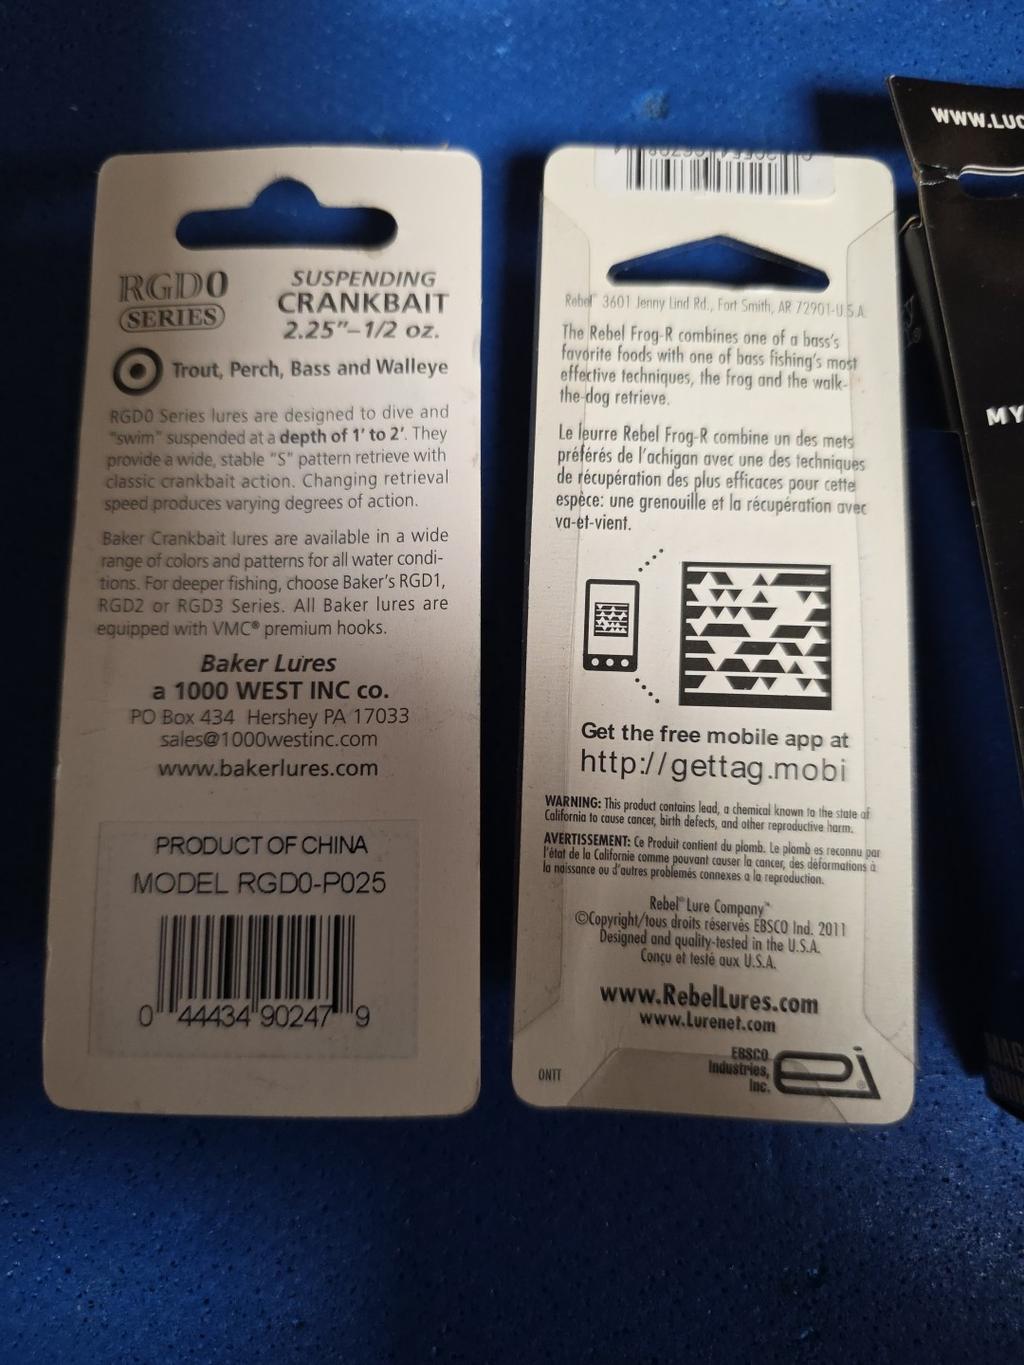 RGD0
SERIES
SUSPENDING
CRANKBAIT
2.25"–1/2 oz.
Trout, Perch, Bass and Walleye
RGD0 Series lures are designed to dive and
"swim" suspended at a depth of 1' to 2'. They
provide a wide, stable "S" pattern retrieve with
classic crankbait action. Changing retrieval
speed produces varying degrees of action.
Baker Crankbait lures are available in a wide
range of colors and patterns for all water condi-
tions. For deeper fishing, choose Baker's RGD1,
RGD2 or RGD3 Series. All Baker lures are
equipped with VMC® premium hooks.
Baker Lures
a 1000 WEST INC co.
PO Box 434 Hershey PA 17033
sales@1000westinc.com
www.bakerlures.com
PRODUCT OF CHINA
MODEL RGD0-P025
0 44434 90247 9
Rebel® 3601 Jenny Lind Rd., Fort Smith, AR 72901-U.S.A.
The Rebel Frog-R combines one of a bass's
favorite foods with one of bass fishing's most
effective techniques, the frog and the walk-
the-dog retrieve.
Le leurre Rebel Frog-R combine un des mets
préférés de l'achigan avec une des techniques
de récupération des plus efficaces pour cette
espèce: une grenouille et la récupération avec
va-et-vient.
Get the free mobile app at
http://gettag.mobi
WARNING: This product contains lead, a chemical known to the state of
California to cause cancer, birth defects, and other reproductive harm.
AVERTISSEMENT: Ce Produit contient du plomb. Le plomb es reconnu par
l'état de la Californie comme pouvant causer la cancer, des déformations à
la naissance ou d'autres problèmes connexes a la reproduction.
Rebel® Lure Company™
©Copyright/tous droits réservés EBSCO Ind. 2011
Designed and quality-tested in the U.S.A.
Conçu et testé aux U.S.A.
www.RebelLures.com
www.Lurenet.com
EBSCO
Industries,
Inc.
ei®
ONTT
WWW.LUC
MY